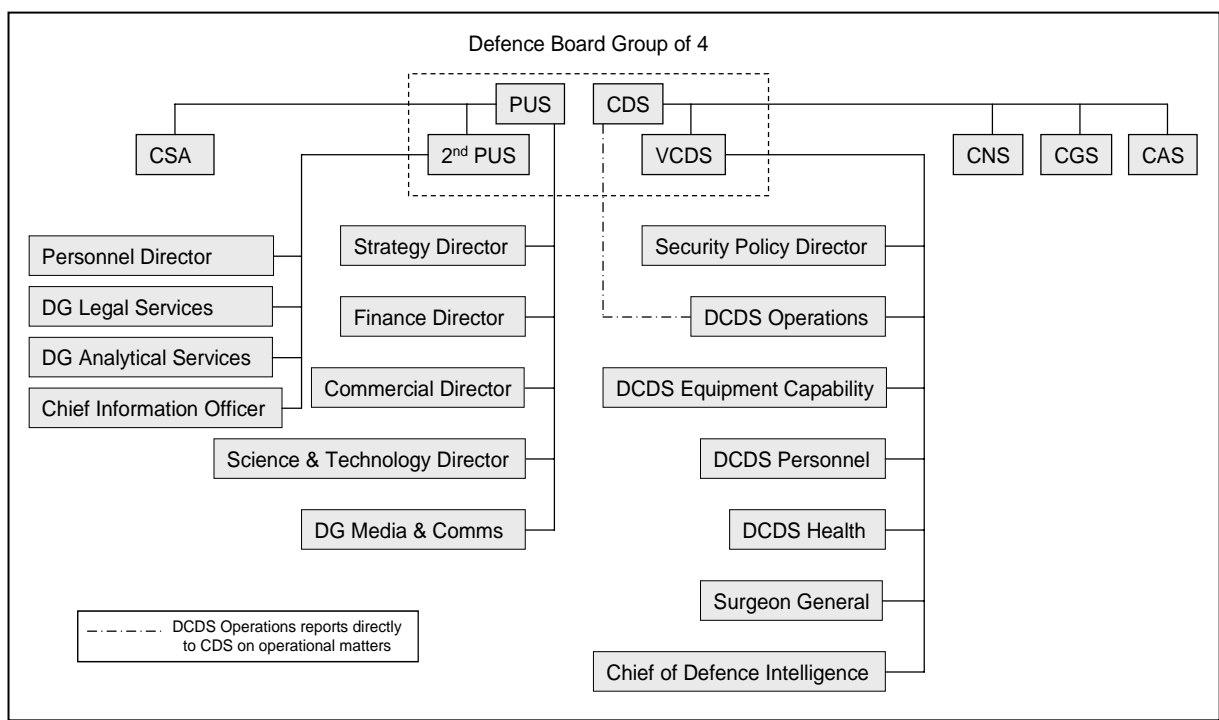 Defence Board Group of 4
PUS
CDS
CSA
2nd PUS
VCDS
CNS
CGS
CAS
Personnel Director
DG Legal Services
DG Analytical Services
Chief Information Officer
Strategy Director
Finance Director
Commercial Director
Science & Technology Director
DG Media & Comms
Security Policy Director
DCDS Operations
DCDS Equipment Capability
DCDS Personnel
DCDS Health
Surgeon General
Chief of Defence Intelligence
DCDS Operations reports directly
to CDS on operational matters